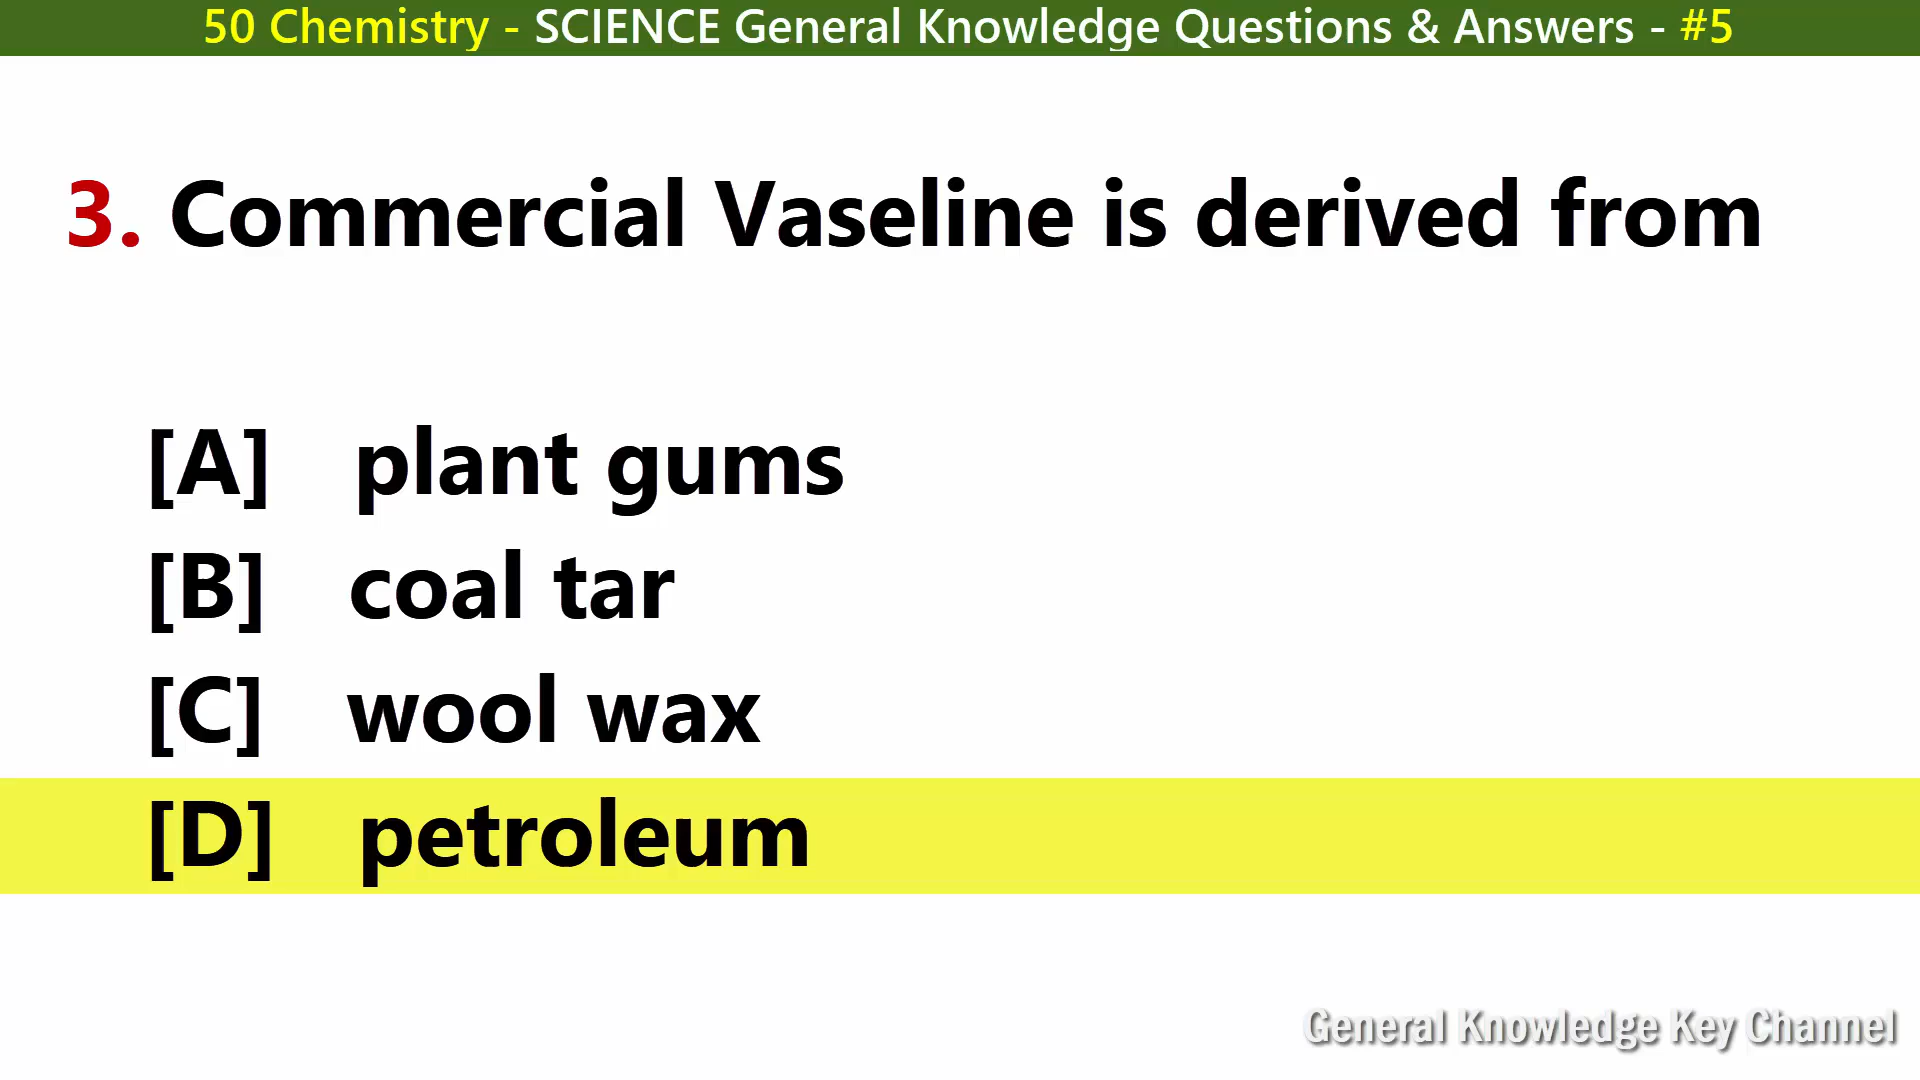 50 Chemistry - SCIENCE General Knowledge Questions & Answers - #5
3. Commercial Vaseline is derived from
[A] plant gums
[B] coal tar
[C] wool wax
[D] petroleum
General Knowledge Key Channel